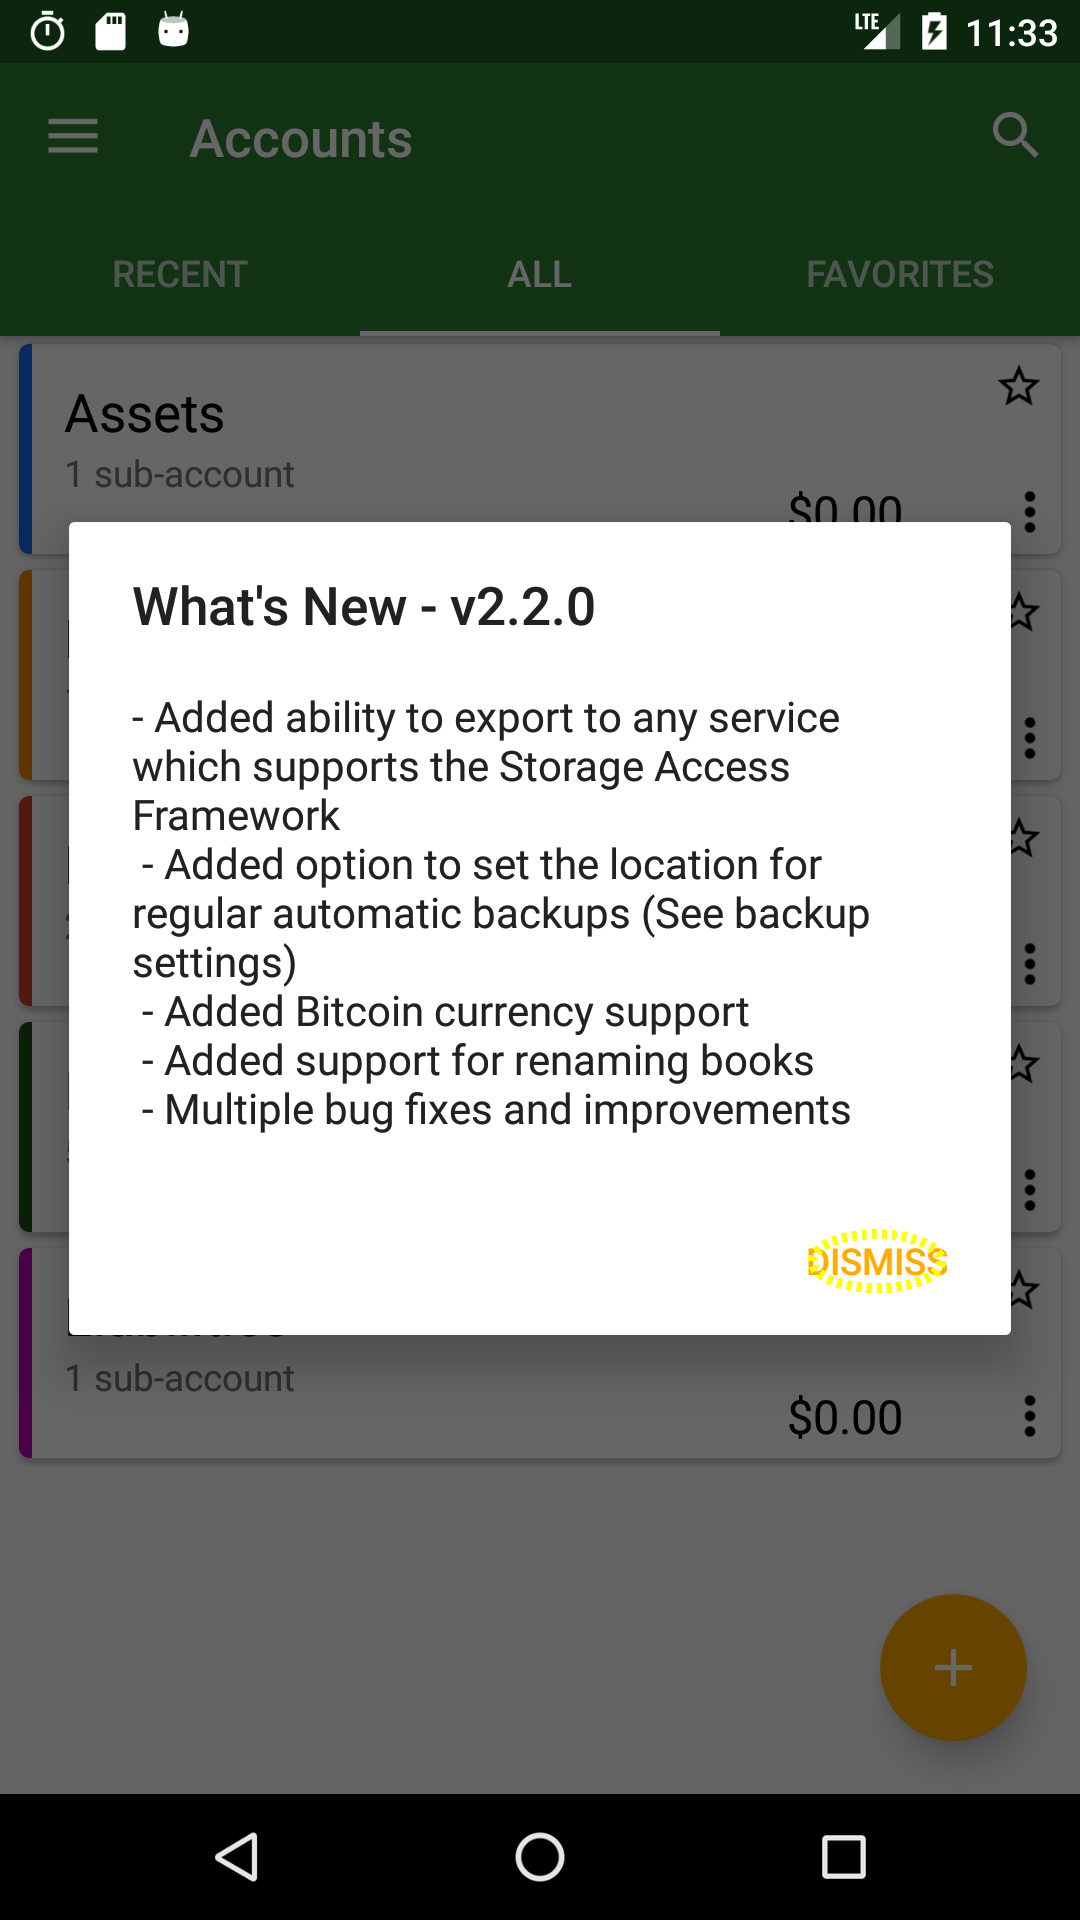 LTE 11:33
Accounts
RECENT ALL FAVORITES
Assets
1 sub-account
$0.00
What's New - v2.2.0
- Added ability to export to any service
which supports the Storage Access
Framework
- Added option to set the location for
regular automatic backups (See backup
settings)
- Added Bitcoin currency support
- Added support for renaming books
- Multiple bug fixes and improvements
DISMISS
1 sub-account
$0.00